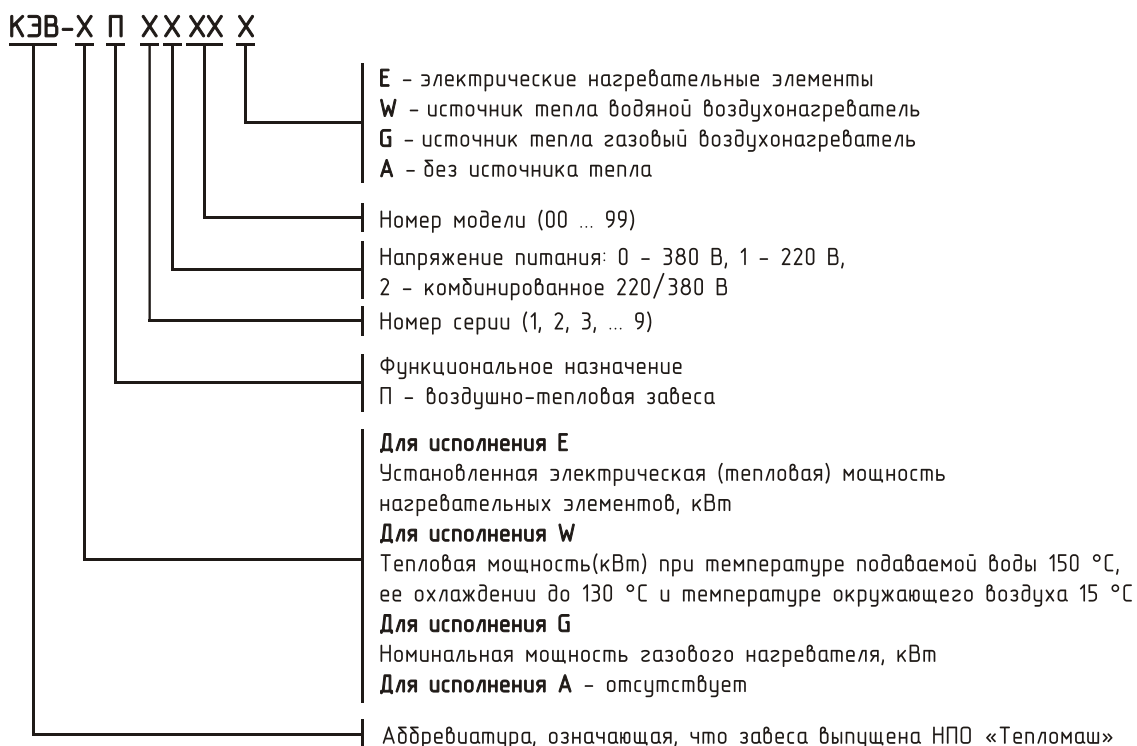 КЭВ-Х П Х Х ХХ Х
E – электрические нагревательные элементы
W – источник тепла водяной воздухонагреватель
G – источник тепла газовый воздухонагреватель
A – без источника тепла
Номер модели (00 ... 99)
Напряжение питания: 0 – 380 В, 1 – 220 В,
2 – комбинированное 220/380 В
Номер серии (1, 2, 3, ... 9)
Функциональное назначение
П – воздушно-тепловая завеса
Для исполнения E
Установленная электрическая (тепловая) мощность
нагревательных элементов, кВт
Для исполнения W
Тепловая мощность(кВт) при температуре подаваемой воды 150 °C,
ее охлаждении до 130 °C и температуре окружающего воздуха 15 °C
Для исполнения G
Номинальная мощность газового нагревателя, кВт
Для исполнения A – отсутствует
Аббревиатура, означающая, что завеса выпущена НПО «Тепломаш»